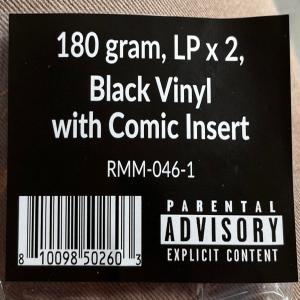 180 gram, LP x 2,
Black Vinyl
with Comic Insert
RMM-046-1
PARENTAL
ADVISORY
EXPLICIT CONTENT
8 10098 50260 3